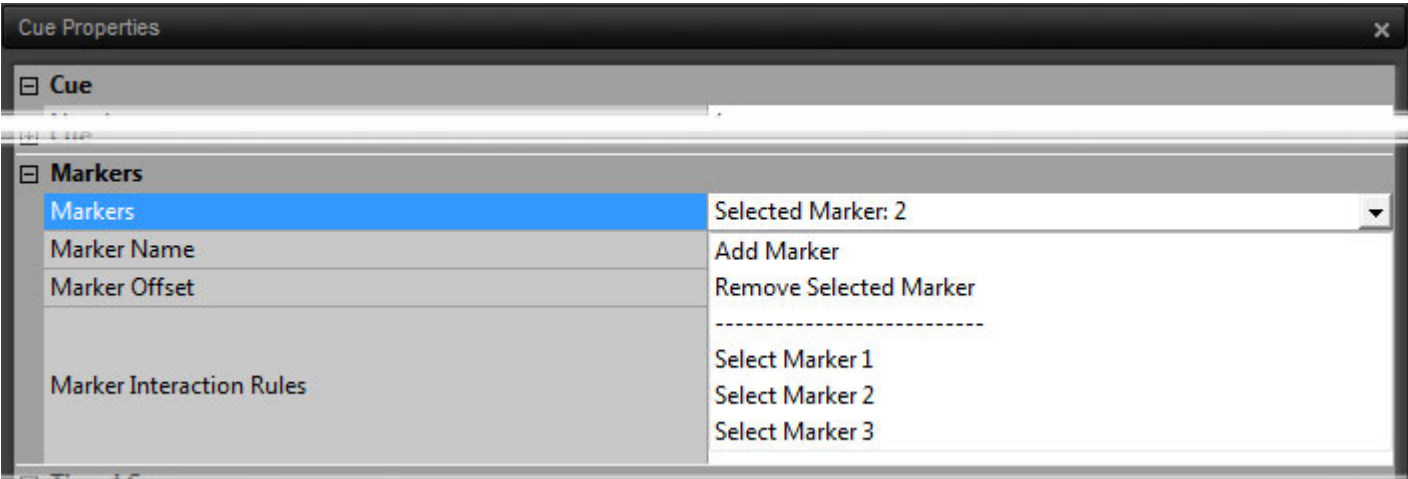 Cue Properties
Cue
Cue
Markers
Markers Selected Marker: 2
Marker Name Add Marker
Marker Offset Remove Selected Marker
---------------------------
Select Marker 1
Marker Interaction Rules Select Marker 2
Select Marker 3